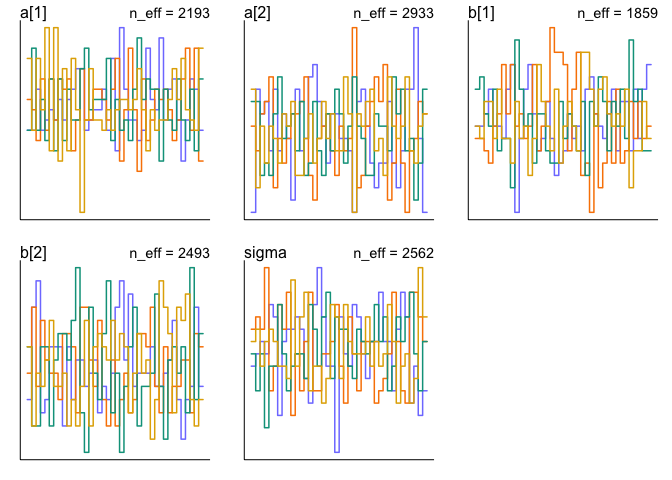 a[1] n_eff = 2193
a[2] n_eff = 2933
b[1] n_eff = 1859
b[2] n_eff = 2493
sigma n_eff = 2562